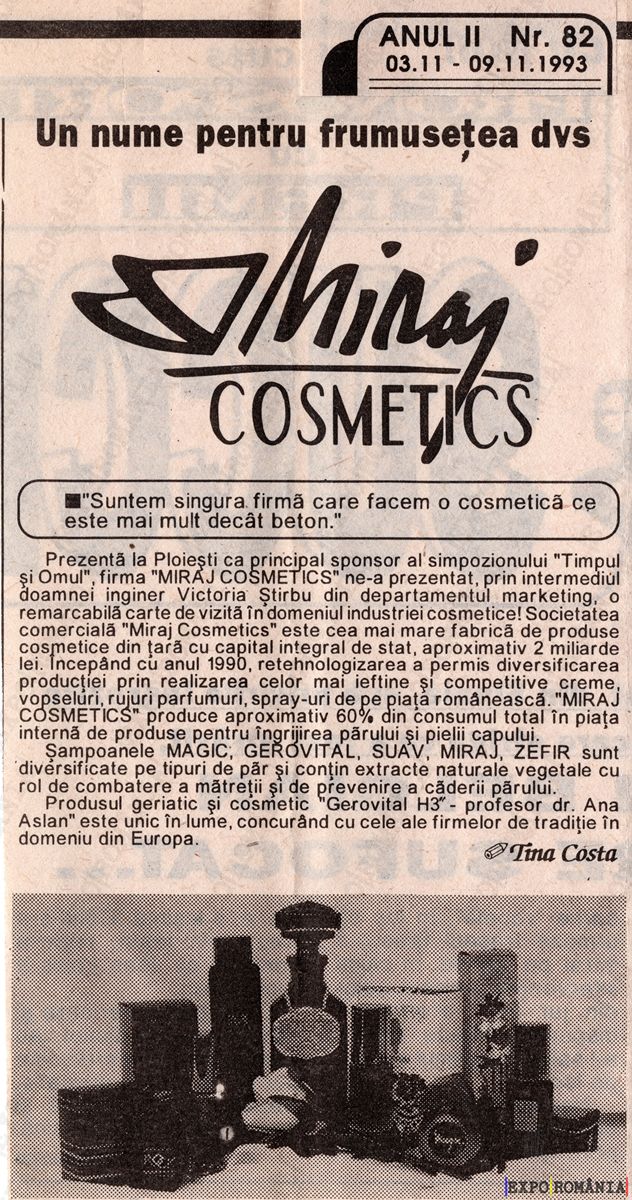 ANUL II Nr. 82
03.11 - 09.11.1993
Un nume pentru frumusețea dvs
Miraj
COSMETICS
■"Suntem singura firmă care facem o cosmetică ce
este mai mult decât beton."
Prezentă la Ploiești ca principal sponsor al simpozionului "Timpul
și Omul", firma "MIRAJ COSMETICS" ne-a prezentat, prin intermediul
doamnei inginer Victoria Știrbu din departamentul marketing, o
remarcabilă carte de vizită în domeniul industriei cosmetice! Societatea
comercială "Miraj Cosmetics" este cea mai mare fabrică de produse
cosmetice din țară cu capital integral de stat, aproximativ 2 miliarde
lei. Începând cu anul 1990, retehnologizarea a permis diversificarea
producției prin realizarea celor mai ieftine și competitive creme,
vopseluri, rujuri parfumuri, spray-uri de pe piața românească. "MIRAJ
COSMETICS" produce aproximativ 60% din consumul total în piața
internă de produse pentru îngrijirea părului și pielii capului.
Șampoanele MAGIC, GEROVITAL, SUAV, MIRAJ, ZEFIR sunt
diversificate pe tipuri de păr și conțin extracte naturale vegetale cu
rol de combatere a mătreții și de prevenire a căderii părului.
Produsul geriatic și cosmetic "Gerovital H3" - profesor dr. Ana
Aslan" este unic în lume, concurând cu cele ale firmelor de tradiție în
domeniu din Europa.
Tina Costa
EXPO ROMÂNIA